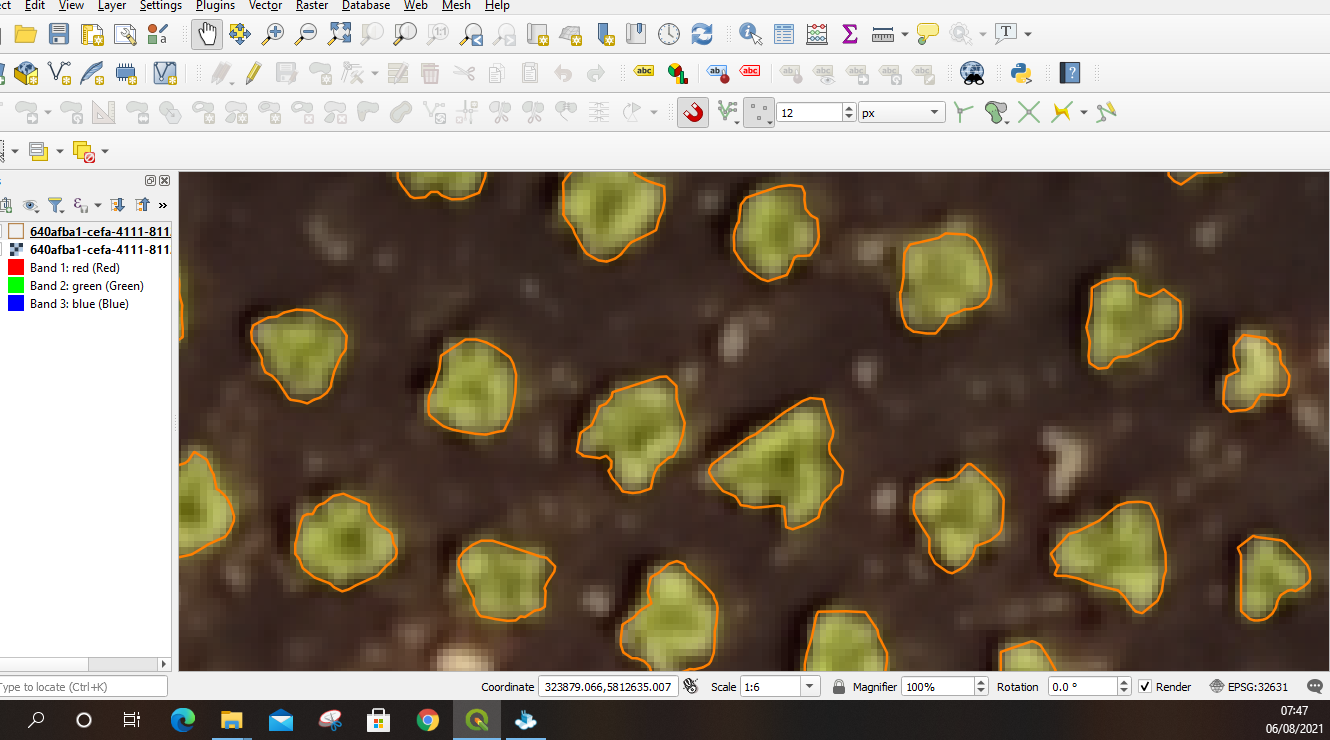 ct Edit View Layer Settings Plugins Vector Raster Database Web Mesh Help
abc abc abc
12 px
640afba1-cefa-4111-811
640afba1-cefa-4111-811
Band 1: red (Red)
Band 2: green (Green)
Band 3: blue (Blue)
Type to locate (Ctrl+K) Coordinate 323879.066,5812635.007 Scale 1:6 Magnifier 100% Rotation 0.0 ° Render EPSG:32631
07:47
06/08/2021